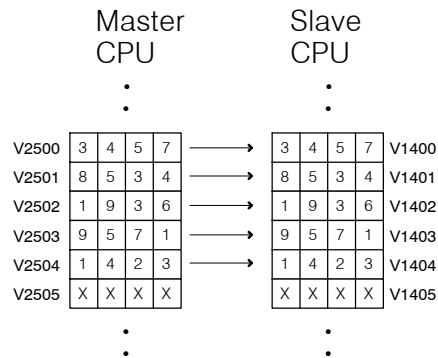 Master CPU
Slave CPU
V2500 3 4 5 7 3 4 5 7 V1400
V2501 8 5 3 4 8 5 3 4 V1401
V2502 1 9 3 6 1 9 3 6 V1402
V2503 9 5 7 1 9 5 7 1 V1403
V2504 1 4 2 3 1 4 2 3 V1404
V2505 X X X X X X X X V1405